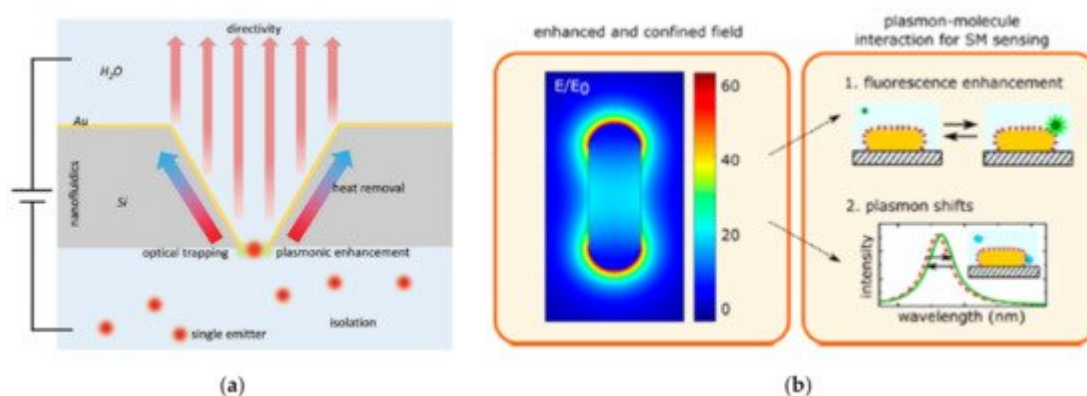 directivity
H₂O
Au
nanofluidics
Si
heat removal
optical trapping
plasmonic enhancement
isolation
single emitter
(a)
enhanced and confined field
E/E₀
60
40
20
0
plasmon-molecule
interaction for SM sensing
1. fluorescence enhancement
2. plasmon shifts
intensity
wavelength (nm)
(b)